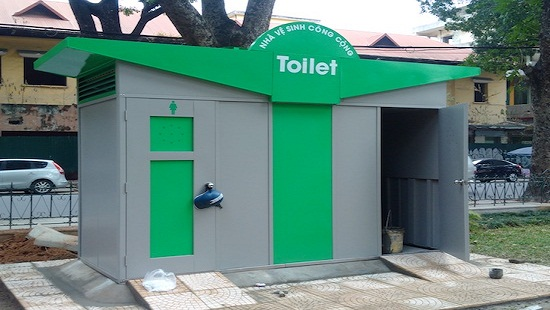 NHÀ VỆ SINH CÔNG CỘNG
Toilet